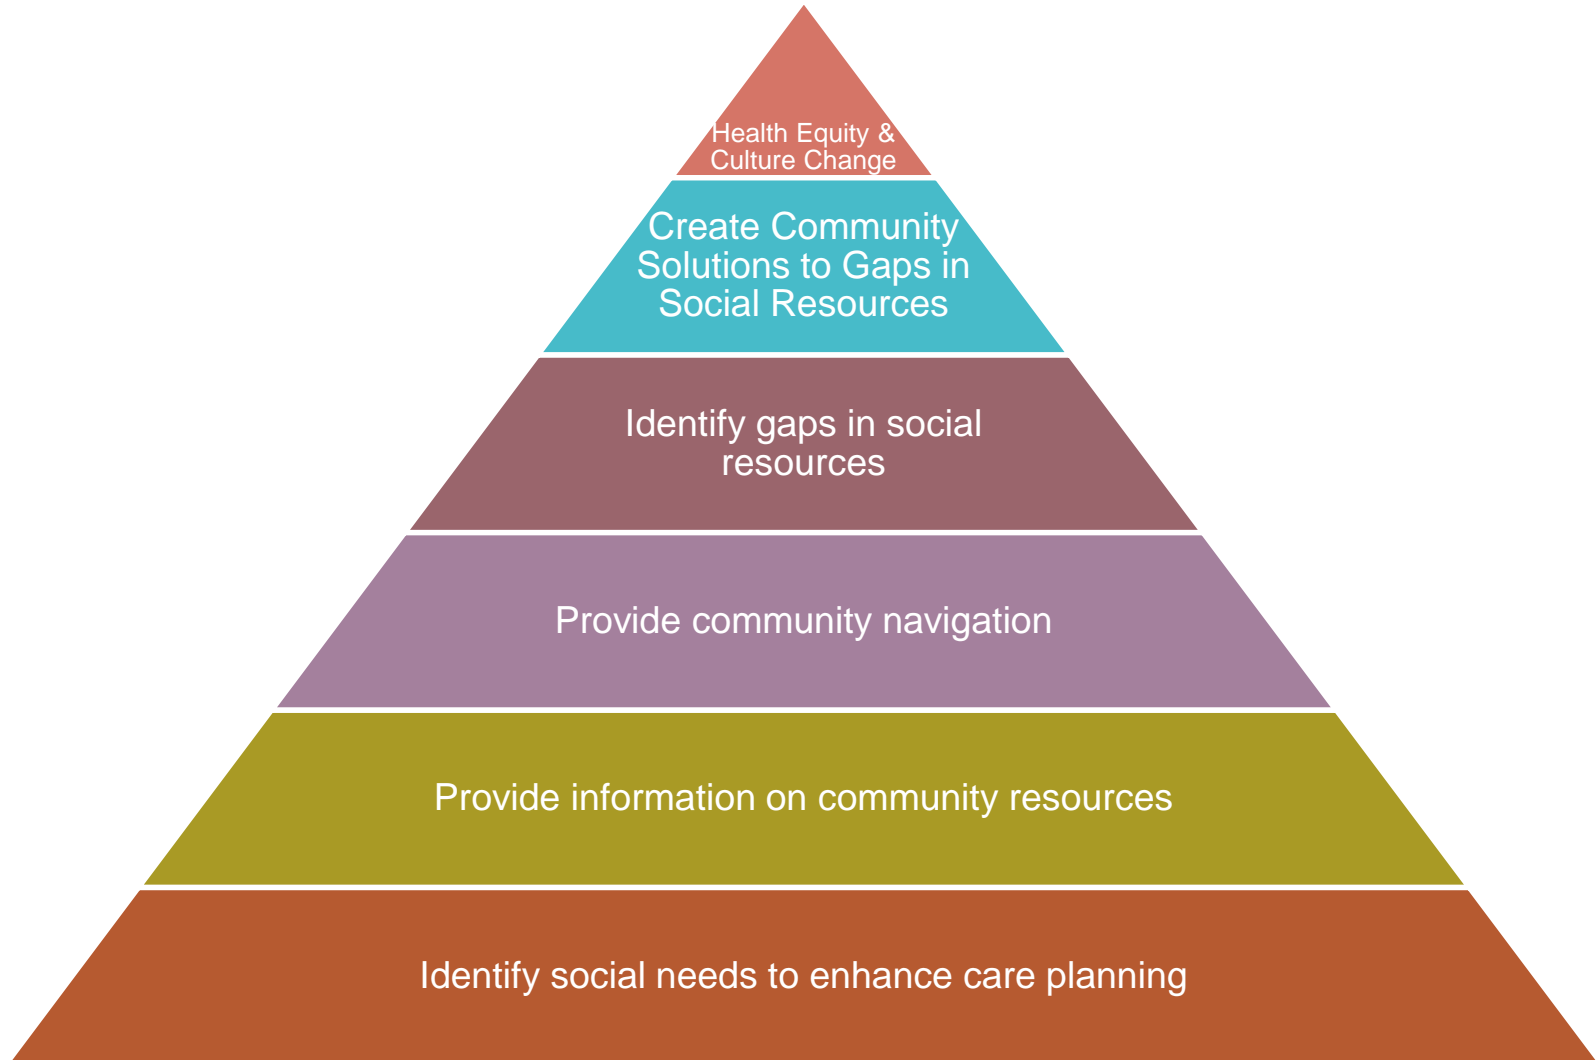 Health Equity &
Culture Change
Create Community
Solutions to Gaps in
Social Resources
Identify gaps in social
resources
Provide community navigation
Provide information on community resources
Identify social needs to enhance care planning